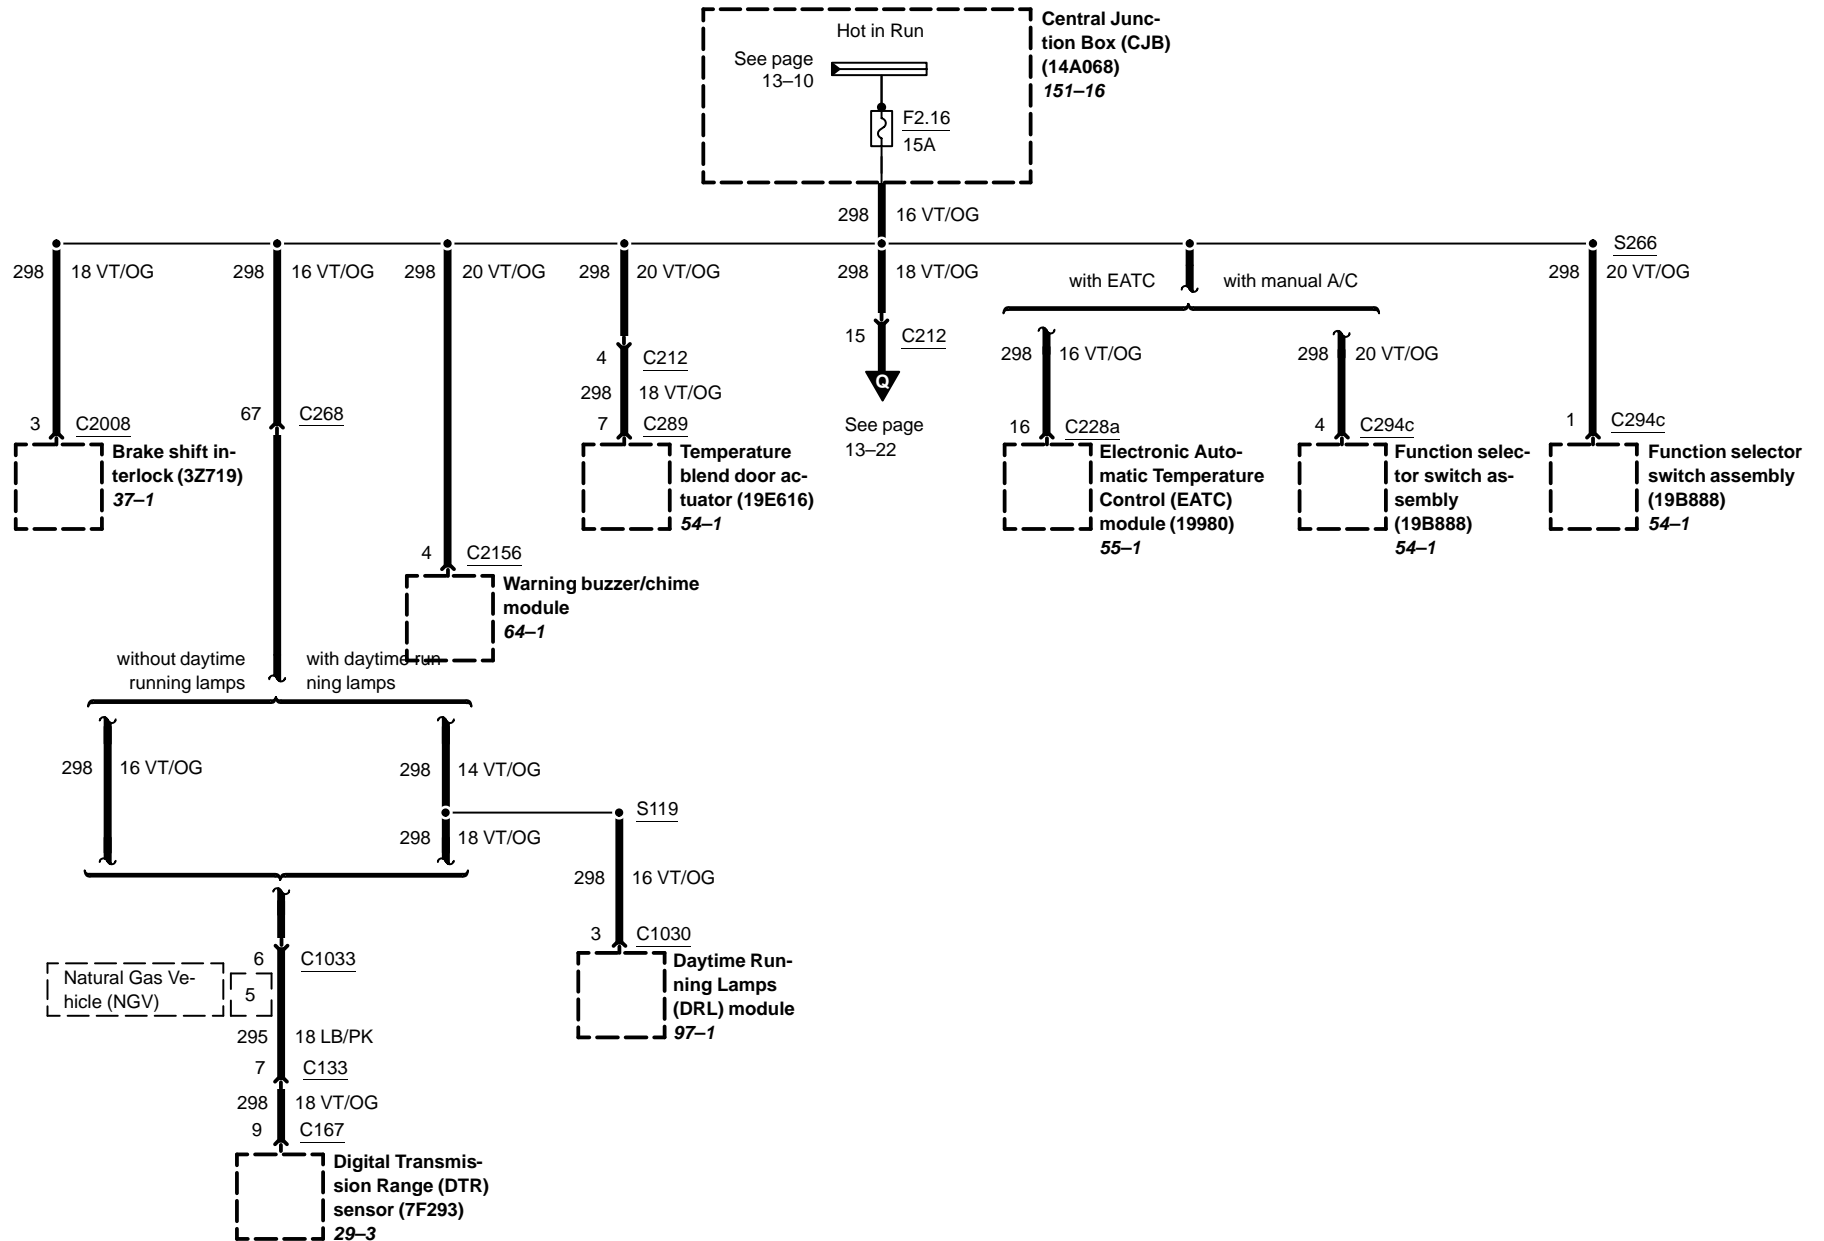 Hot in Run
See page
13–10
F2.16
15A
Central Junc-
tion Box (CJB)
(14A068)
151–16
298 16 VT/OG
S266
298 18 VT/OG
298 16 VT/OG
298 20 VT/OG
298 20 VT/OG
298 18 VT/OG
with EATC
with manual A/C
298 20 VT/OG
3 C2008
Brake shift in-
terlock (3Z719)
37–1
67 C268
4 C2156
Warning buzzer/chime
module
64–1
4 C212
298 18 VT/OG
7 C289
Temperature
blend door ac-
tuator (19E616)
54–1
15 C212
Q
See page
13–22
298 16 VT/OG
16 C228a
Electronic Auto-
matic Temperature
Control (EATC)
module (19980)
55–1
298 20 VT/OG
4 C294c
Function selec-
tor switch as-
sembly
(19B888)
54–1
1 C294c
Function selector
switch assembly
(19B888)
54–1
without daytime
running lamps
with daytime run
ning lamps
298 16 VT/OG
298 14 VT/OG
S119
298 18 VT/OG
298 16 VT/OG
3 C1030
Daytime Run-
ning Lamps
(DRL) module
97–1
6 C1033
Natural Gas Ve-
hicle (NGV)
5
295 18 LB/PK
7 C133
298 18 VT/OG
9 C167
Digital Transmis-
sion Range (DTR)
sensor (7F293)
29–3